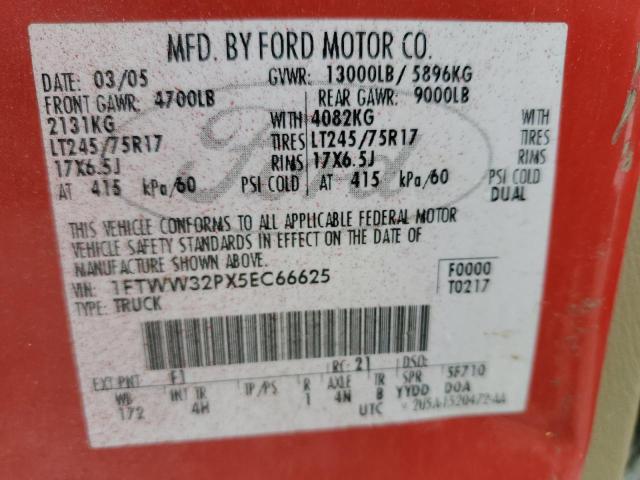 MFD. BY FORD MOTOR CO.
DATE: 03/05 GVWR: 13000LB/ 5896KG
FRONT GAWR: 4700LB REAR GAWR: 9000LB
2131KG WITH 4082KG WITH
LT245/75R17 TIRES LT245/75R17 TIRES
17X6.5J RIMS 17X6.5J RIMS
AT 415 kPa/60 PSI COLD AT 415 kPa/60 PSI COLD
DUAL
THIS VEHICLE CONFORMS TO ALL APPLICABLE FEDERAL MOTOR
VEHICLE SAFETY STANDARDS IN EFFECT ON THE DATE OF
MANUFACTURE SHOWN ABOVE.
VIN: 1FTWW32PX5EC66625 F0000
TYPE: TRUCK T0217
EXT PNT: F1 RC: 21 DSO: 58710
WB INT TR TP/PS R AXLE TR SPR
172 4H 1 4N B YYDD DOA
UTC
Ford